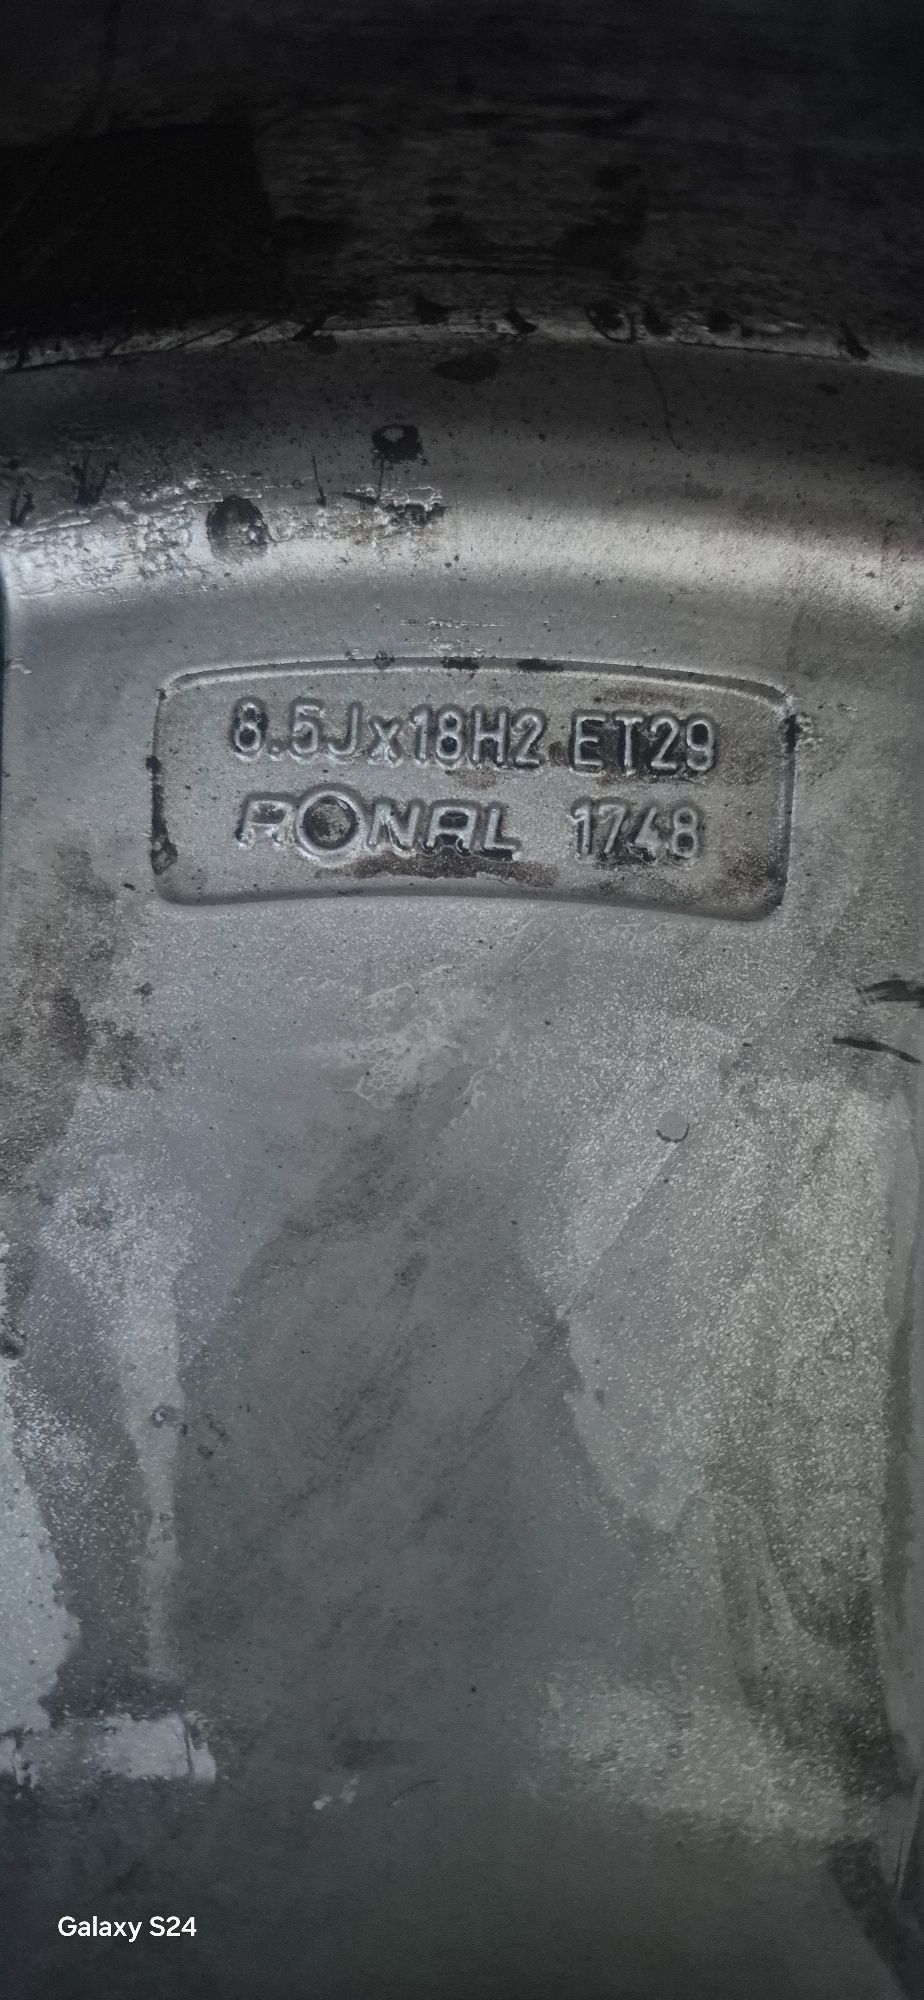 8.5Jx18H2 ET29
RONAL 1748
Galaxy S24